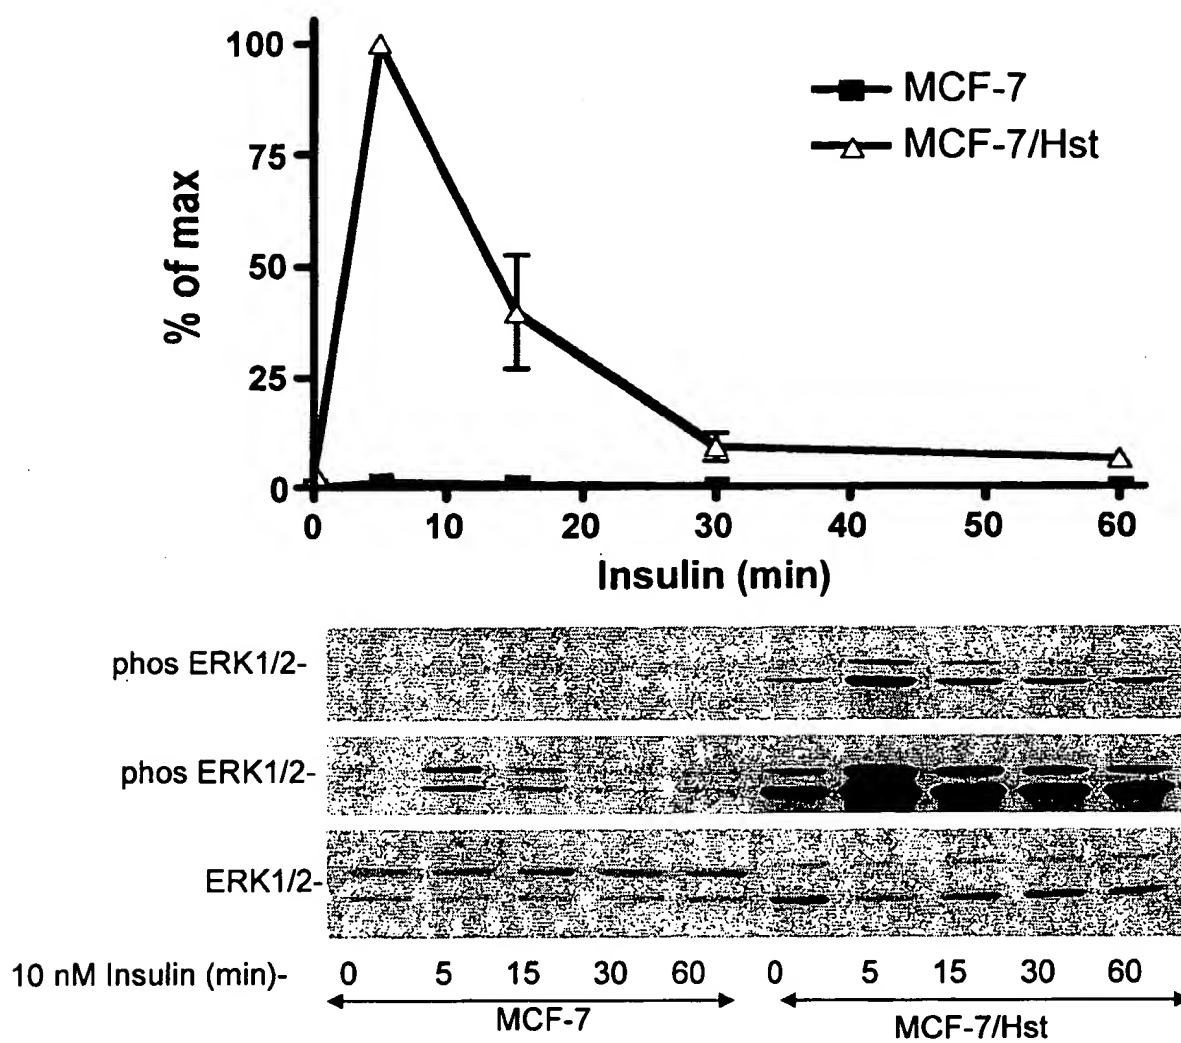 100
75
50
25
0
% of max
MCF-7
MCF-7/Hst
0 10 20 30 40 50 60
Insulin (min)
phos ERK1/2-
phos ERK1/2-
ERK1/2-
10 nM Insulin (min)- 0 5 15 30 60 0 5 15 30 60
MCF-7 MCF-7/Hst